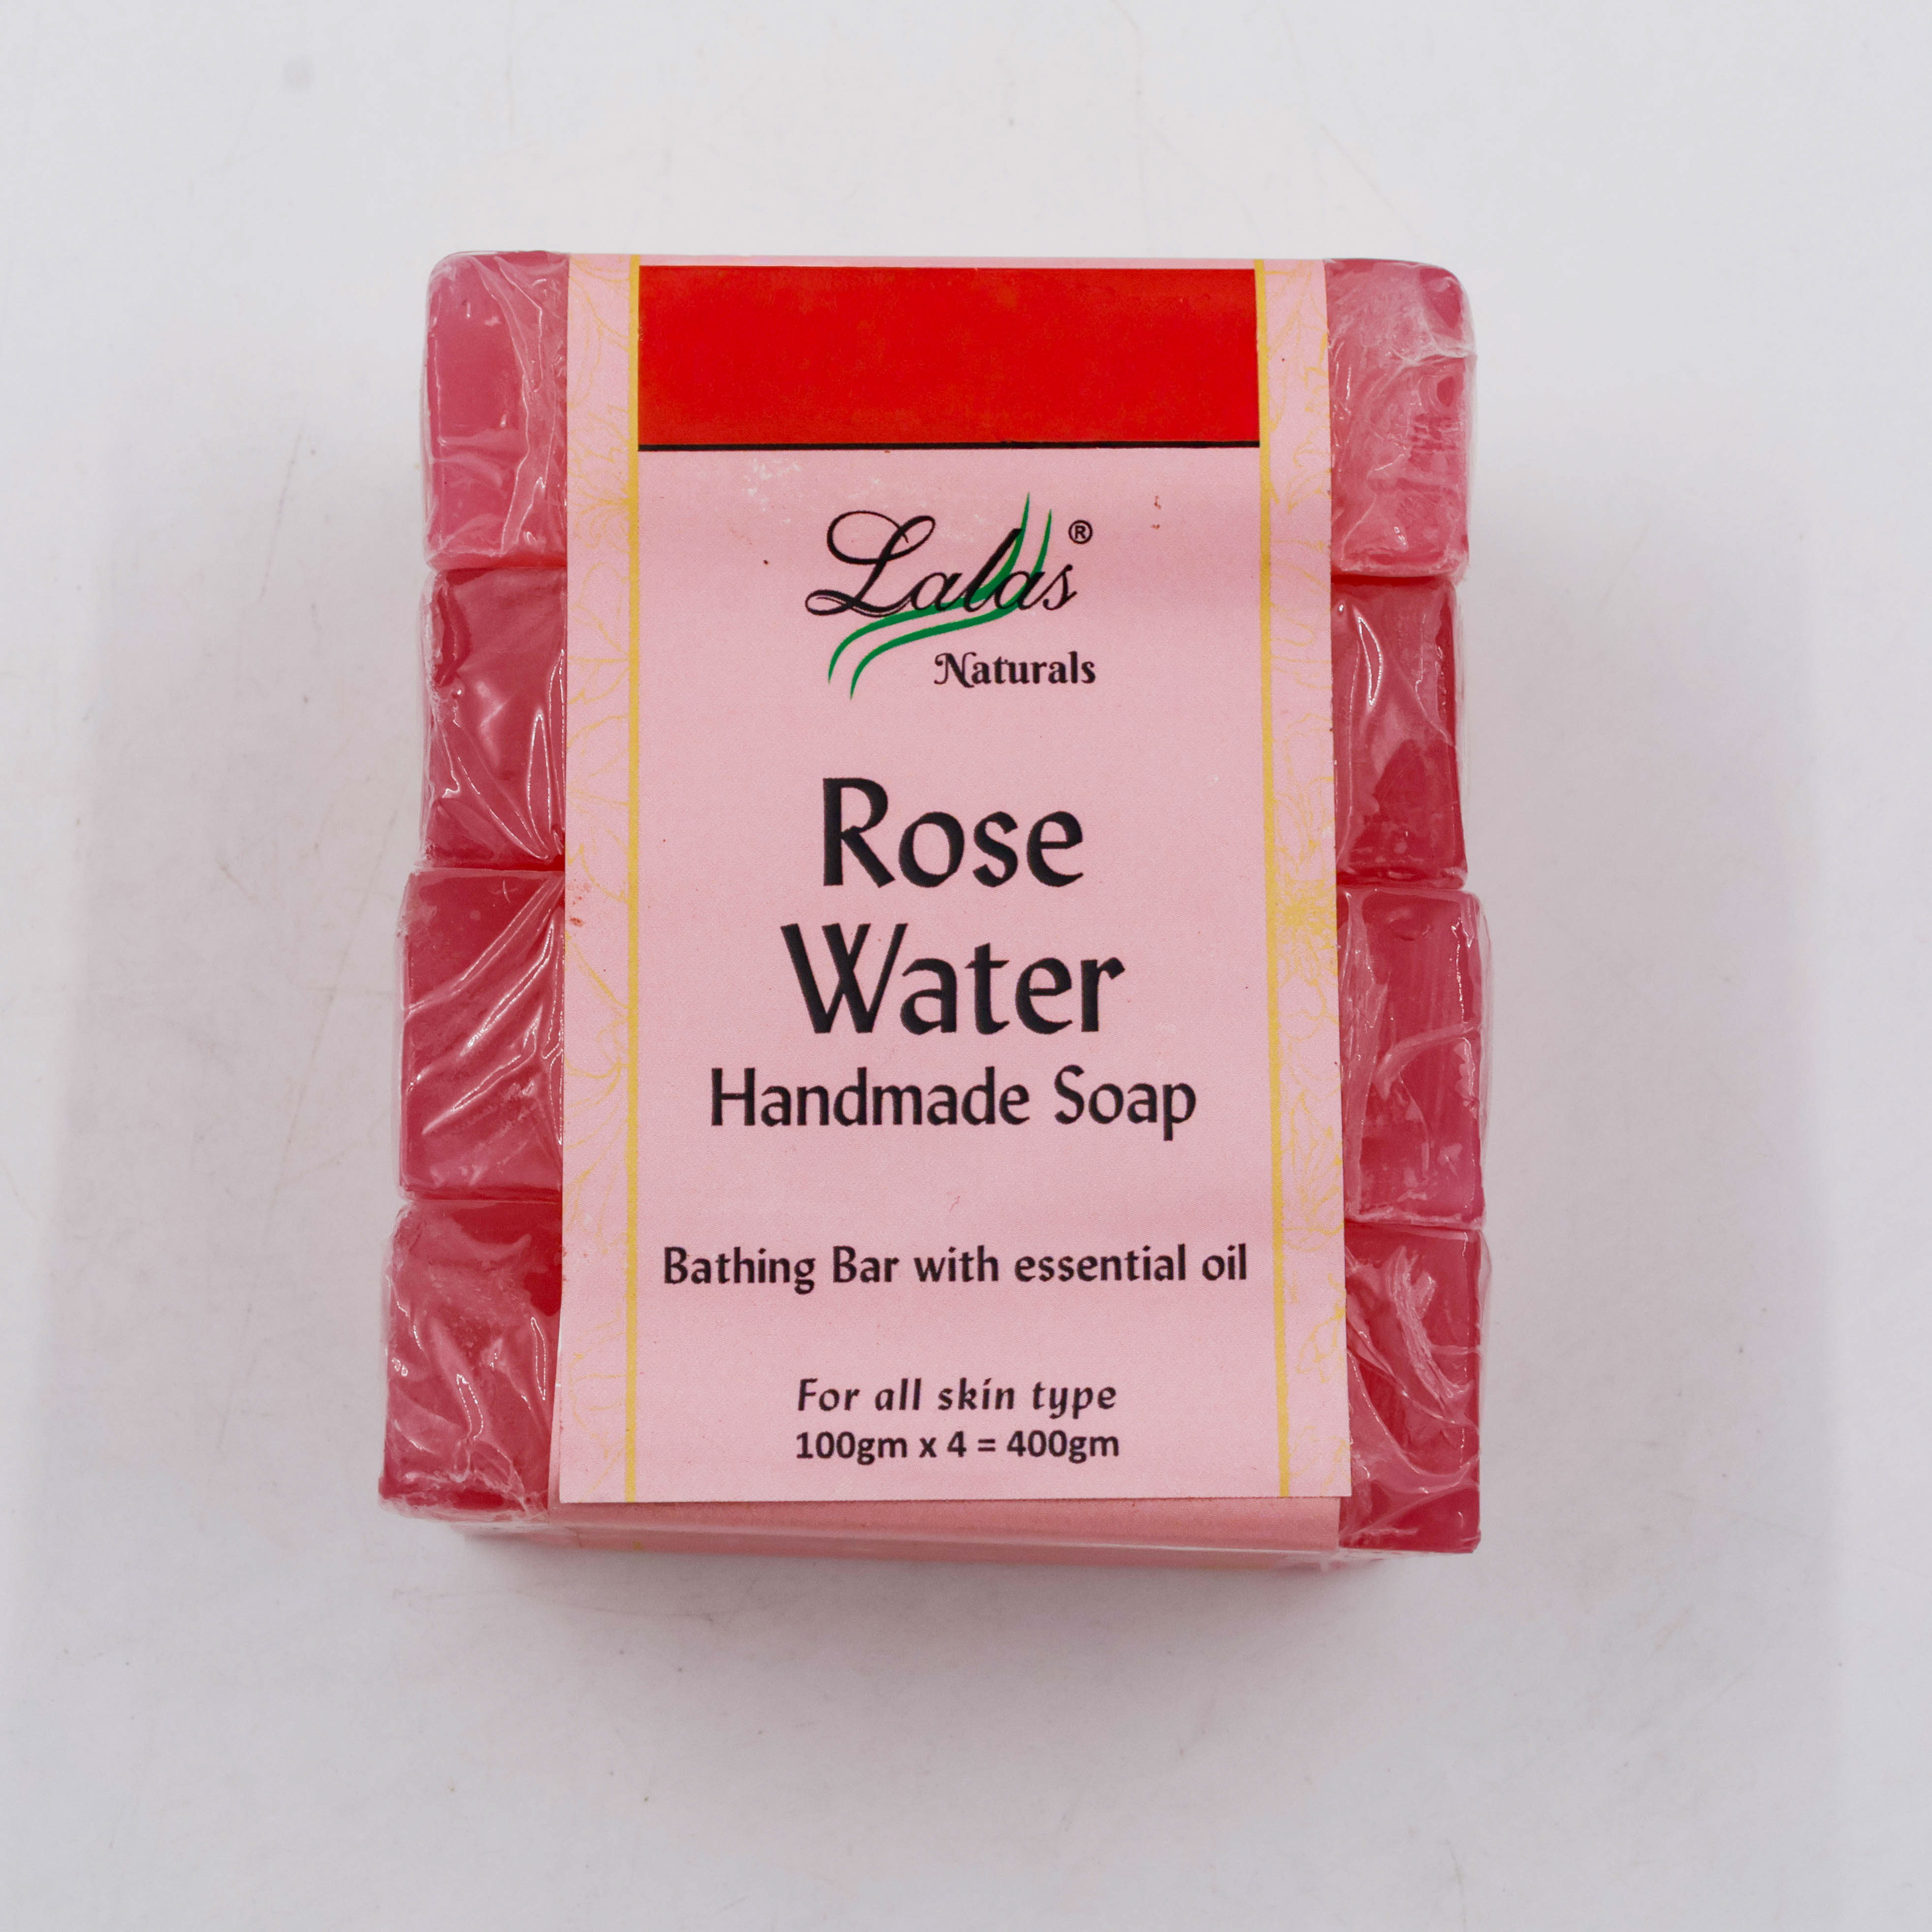 Lalas®
Naturals
Rose
Water
Handmade Soap
Bathing Bar with essential oil
For all skin type
100gm x 4 = 400gm